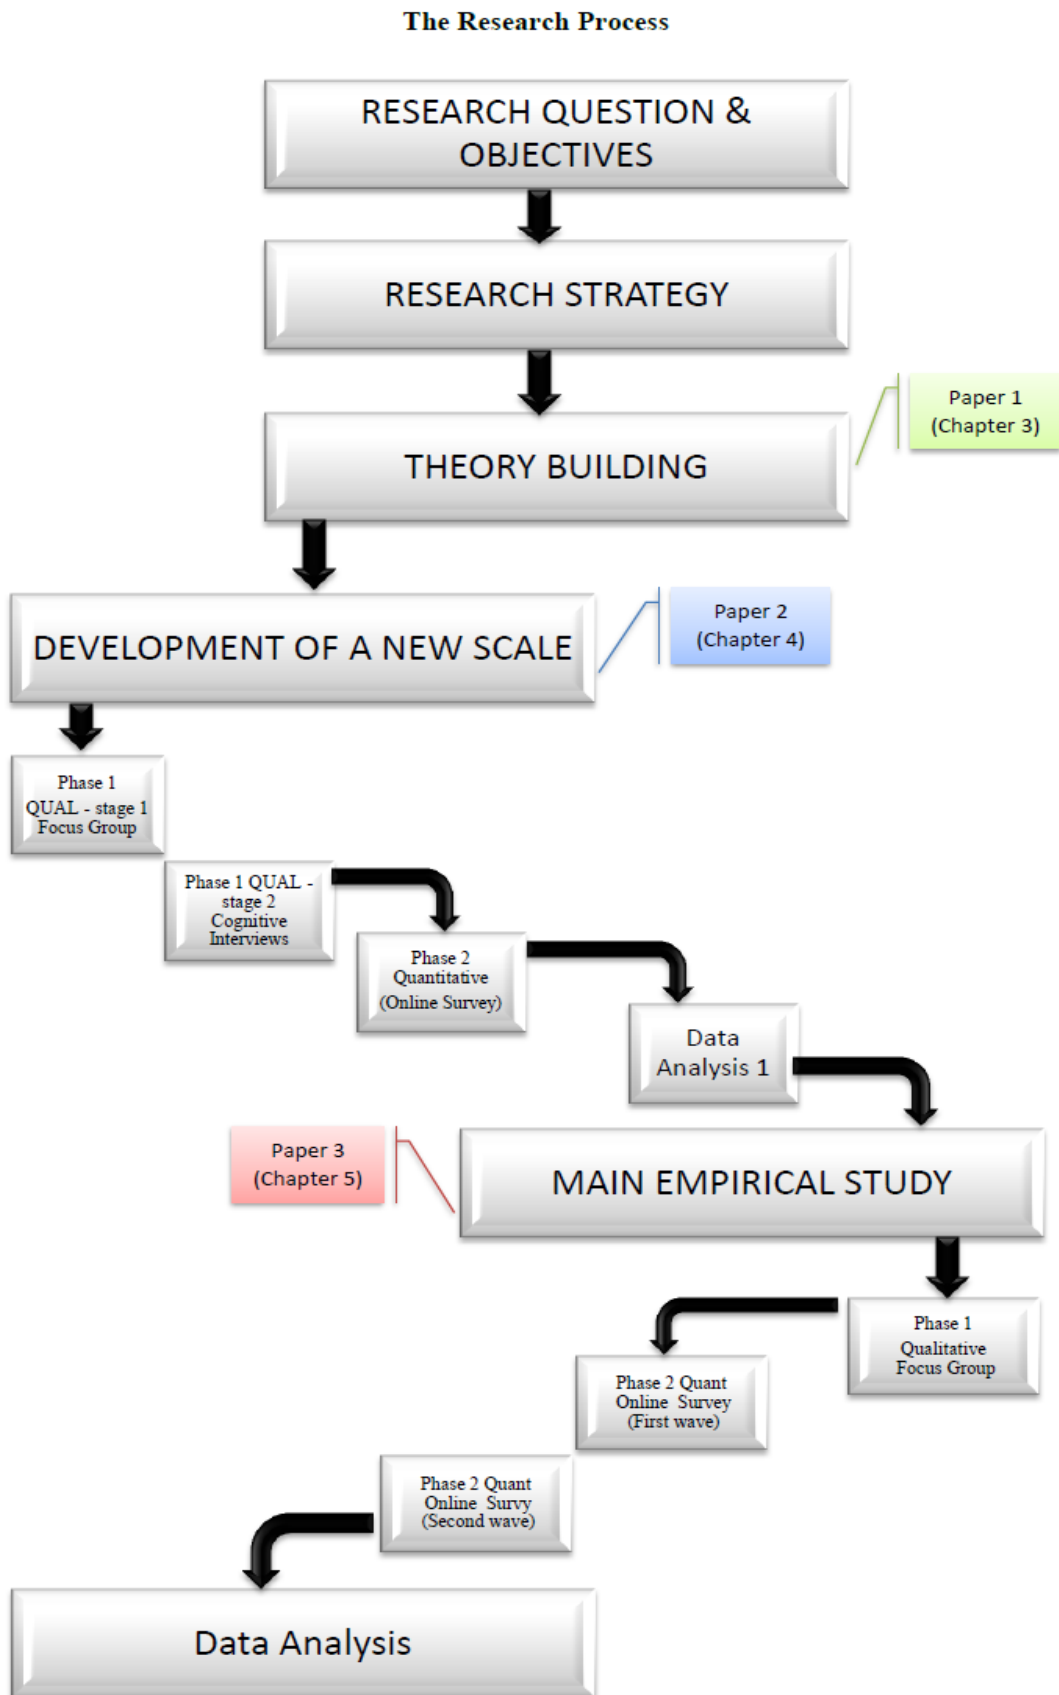 The Research Process
RESEARCH QUESTION &
OBJECTIVES
RESEARCH STRATEGY
Paper 1
(Chapter 3)
THEORY BUILDING
Paper 2
(Chapter 4)
DEVELOPMENT OF A NEW SCALE
Phase 1
QUAL - stage 1
Focus Group
Phase 1 QUAL -
stage 2
Cognitive
Interviews
Phase 2
Quantitative
(Online Survey)
Data
Analysis 1
Paper 3
(Chapter 5)
MAIN EMPIRICAL STUDY
Phase 1
Qualitative
Focus Group
Phase 2 Quant
Online Survey
(First wave)
Phase 2 Quant
Online Survy
(Second wave)
Data Analysis